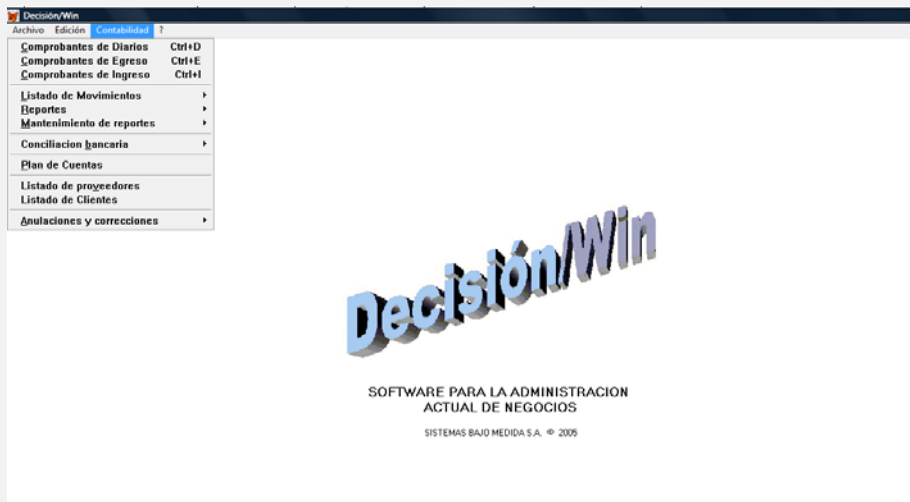 Decisión/Win
Archivo Edición Contabilidad ?
Comprobantes de Diarios Ctrl+D
Comprobantes de Egreso Ctrl+E
Comprobantes de Ingreso Ctrl+I
Listado de Movimientos
Reportes
Mantenimiento de reportes
Conciliacion bancaria
Plan de Cuentas
Listado de proveedores
Listado de Clientes
Anulaciones y correcciones
Decisión/Win
SOFTWARE PARA LA ADMINISTRACION
ACTUAL DE NEGOCIOS
SISTEMAS BAJO MEDIDA S.A. © 2005